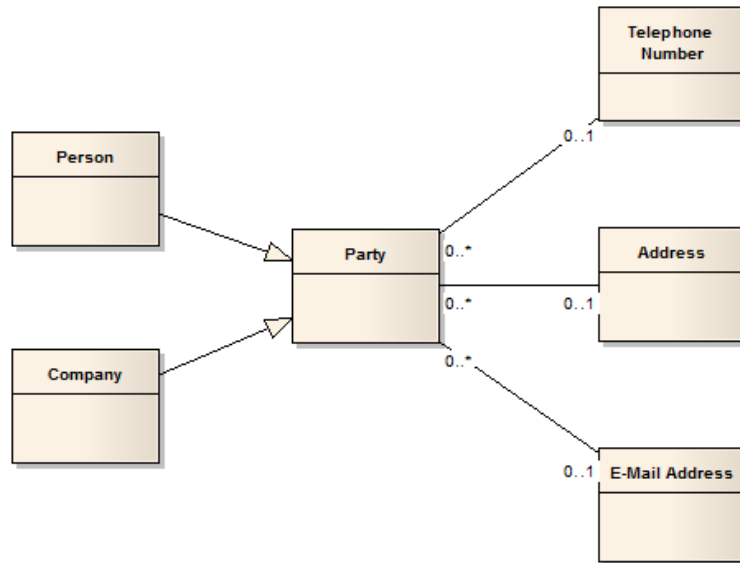 Telephone
Number
0..1
Person
Party
0..*
Address
0..*
0..1
Company
0..*
0..1
E-Mail Address